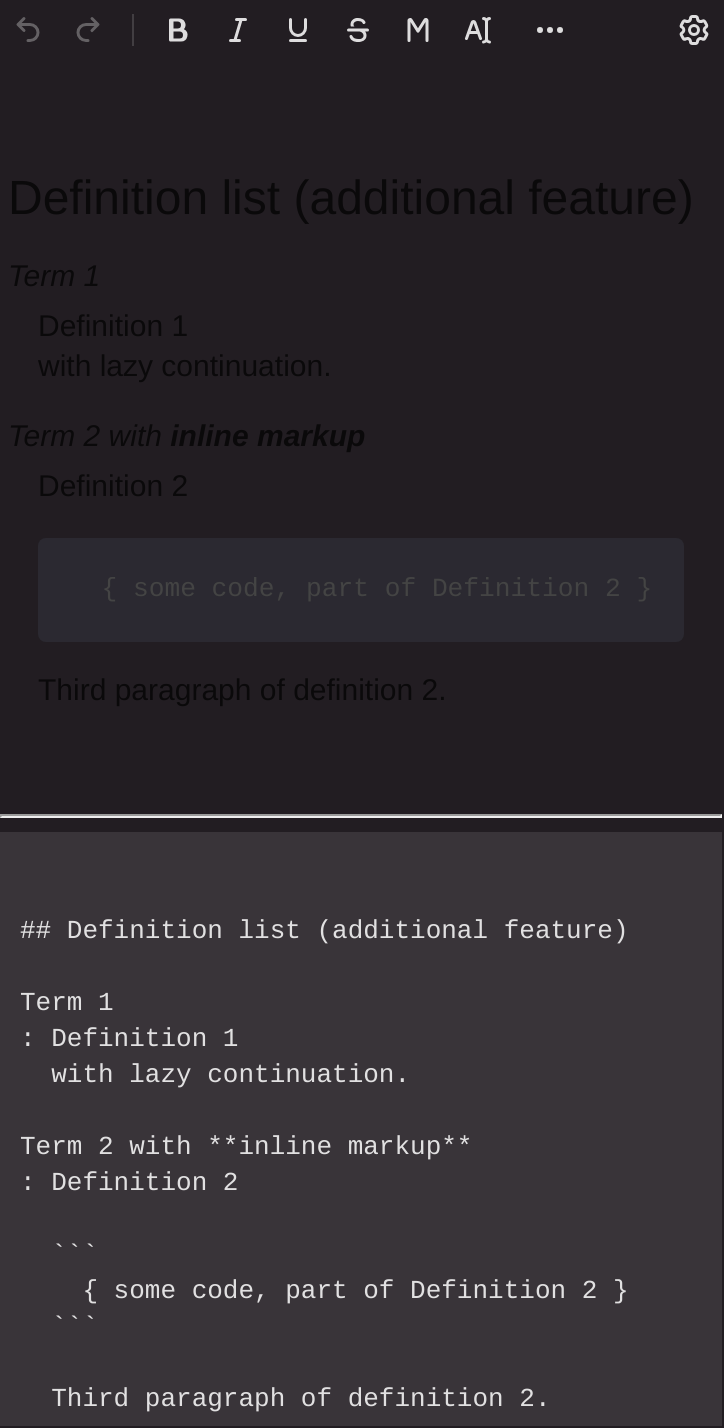 B I U S M AI
Definition list (additional feature)
Term 1
Definition 1
with lazy continuation.
Term 2 with inline markup
Definition 2
{ some code, part of Definition 2 }
Third paragraph of definition 2.
## Definition list (additional feature)
Term 1
: Definition 1
with lazy continuation.
Term 2 with **inline markup**
: Definition 2
```
{ some code, part of Definition 2 }
```
Third paragraph of definition 2.